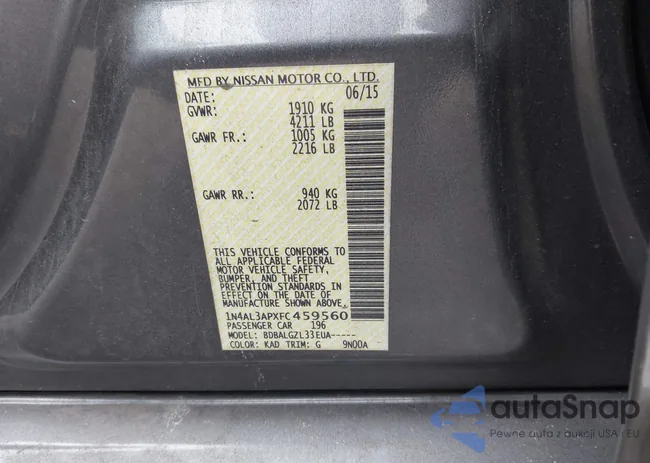 MFD BY NISSAN MOTOR CO., LTD.
DATE: 06/15
GVWR: 1910 KG
4211 LB
GAWR FR.: 1005 KG
2216 LB
GAWR RR.: 940 KG
2072 LB
THIS VEHICLE CONFORMS TO
ALL APPLICABLE FEDERAL
MOTOR VEHICLE SAFETY,
BUMPER, AND THEFT
PREVENTION STANDARDS IN
EFFECT ON THE DATE OF
MANUFACTURE SHOWN ABOVE.
1N4AL3APXFC459560
PASSENGER CAR 196
MODEL: BDBALGZL33EUA-----
COLOR: KAD TRIM: G 9N00A
autaSnap
Pewne auta z aukcji USA i EU